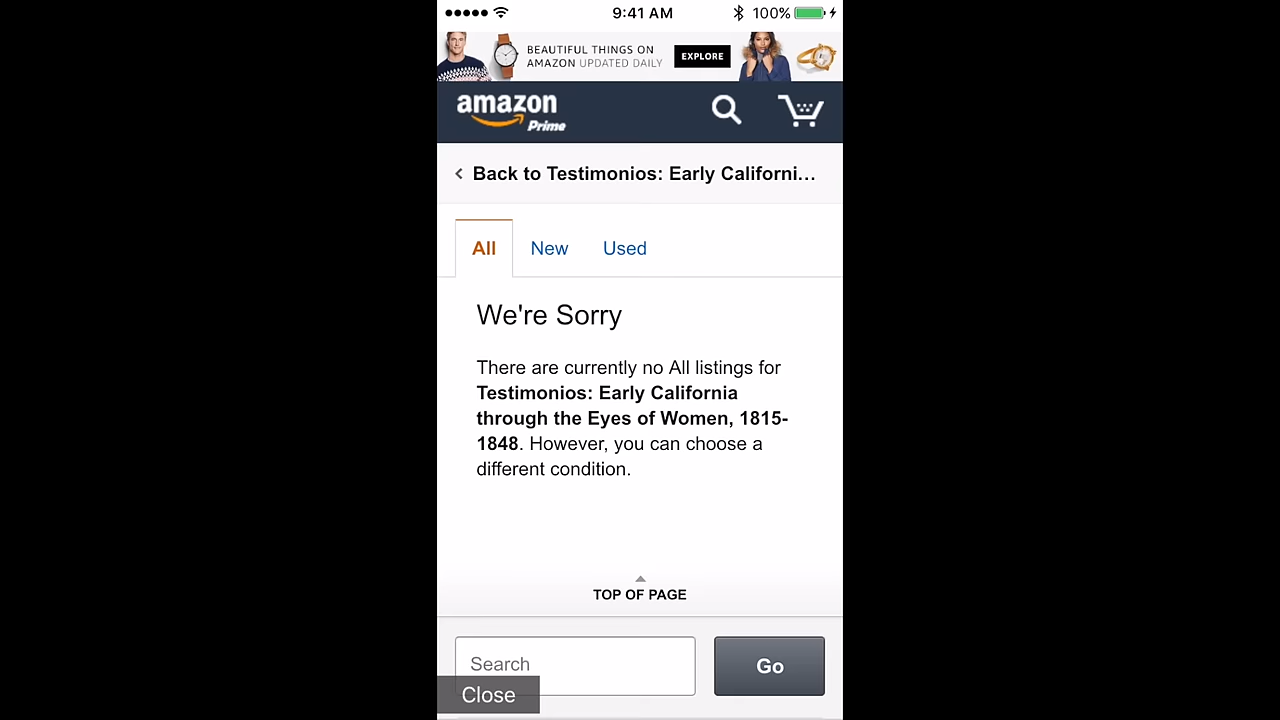 9:41 AM
100%
BEAUTIFUL THINGS ON
AMAZON UPDATED DAILY
EXPLORE
amazon
Prime
Back to Testimonios: Early Californi...
All
New
Used
We're Sorry
There are currently no All listings for
Testimonios: Early California
through the Eyes of Women, 1815-
1848. However, you can choose a
different condition.
TOP OF PAGE
Search
Go
Close